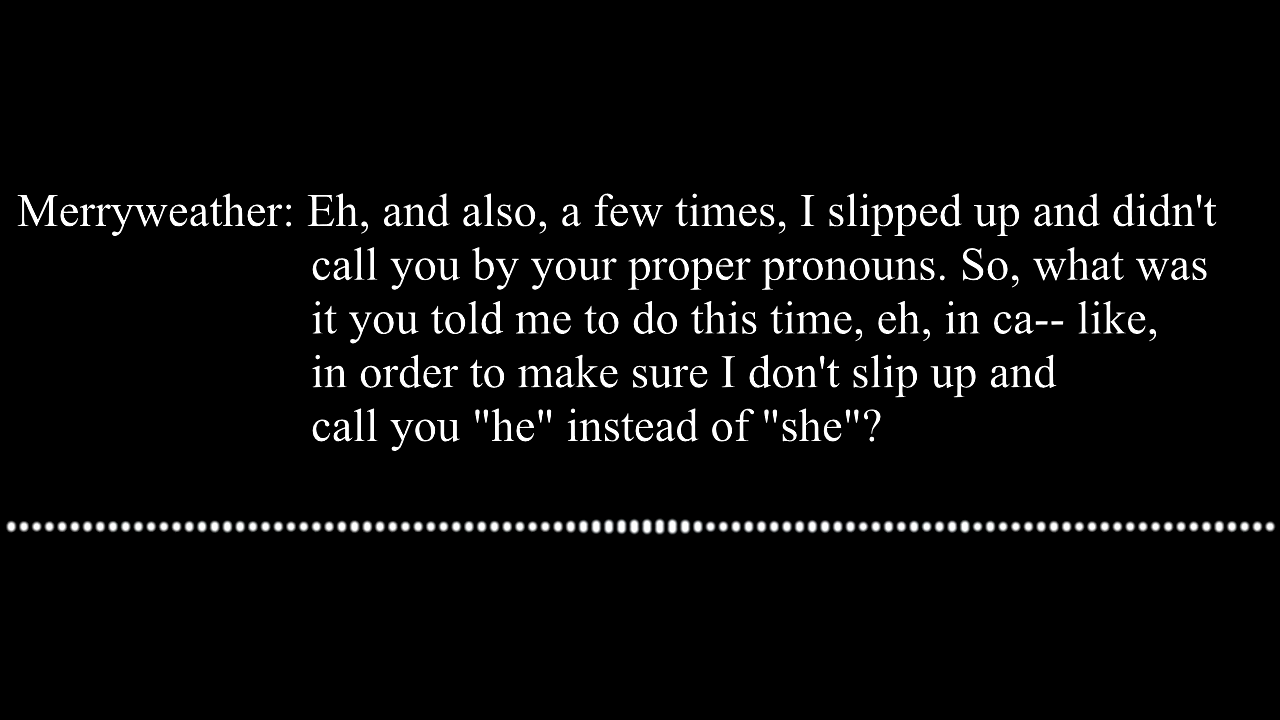 Merryweather: Eh, and also, a few times, I slipped up and didn't
call you by your proper pronouns. So, what was
it you told me to do this time, eh, in ca-- like,
in order to make sure I don't slip up and
call you "he" instead of "she"?